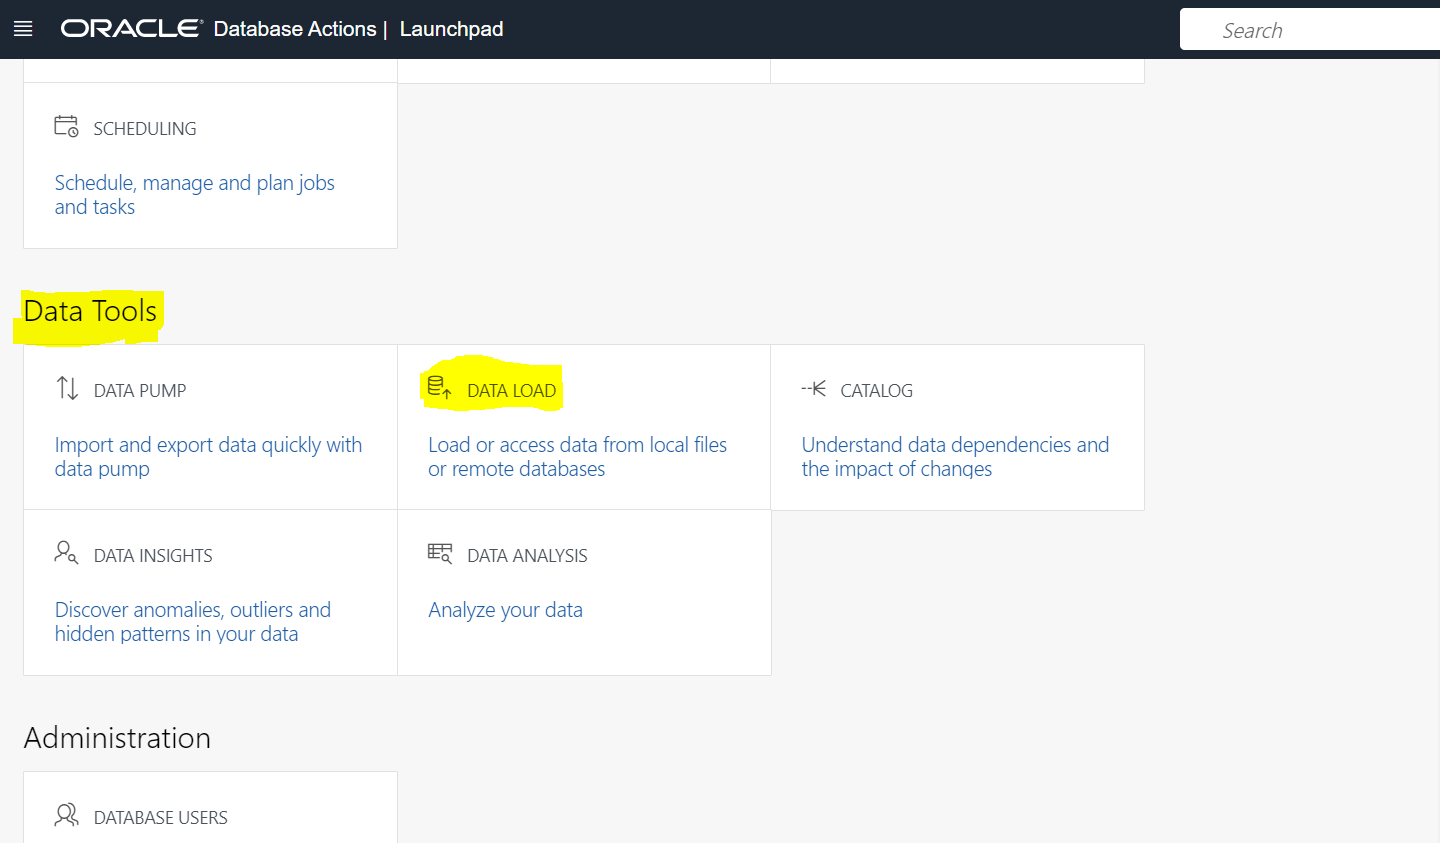 ORACLE® Database Actions | Launchpad
Search
SCHEDULING
Schedule, manage and plan jobs
and tasks
Data Tools
DATA PUMP
Import and export data quickly with
data pump
DATA LOAD
Load or access data from local files
or remote databases
CATALOG
Understand data dependencies and
the impact of changes
DATA INSIGHTS
Discover anomalies, outliers and
hidden patterns in your data
DATA ANALYSIS
Analyze your data
Administration
DATABASE USERS